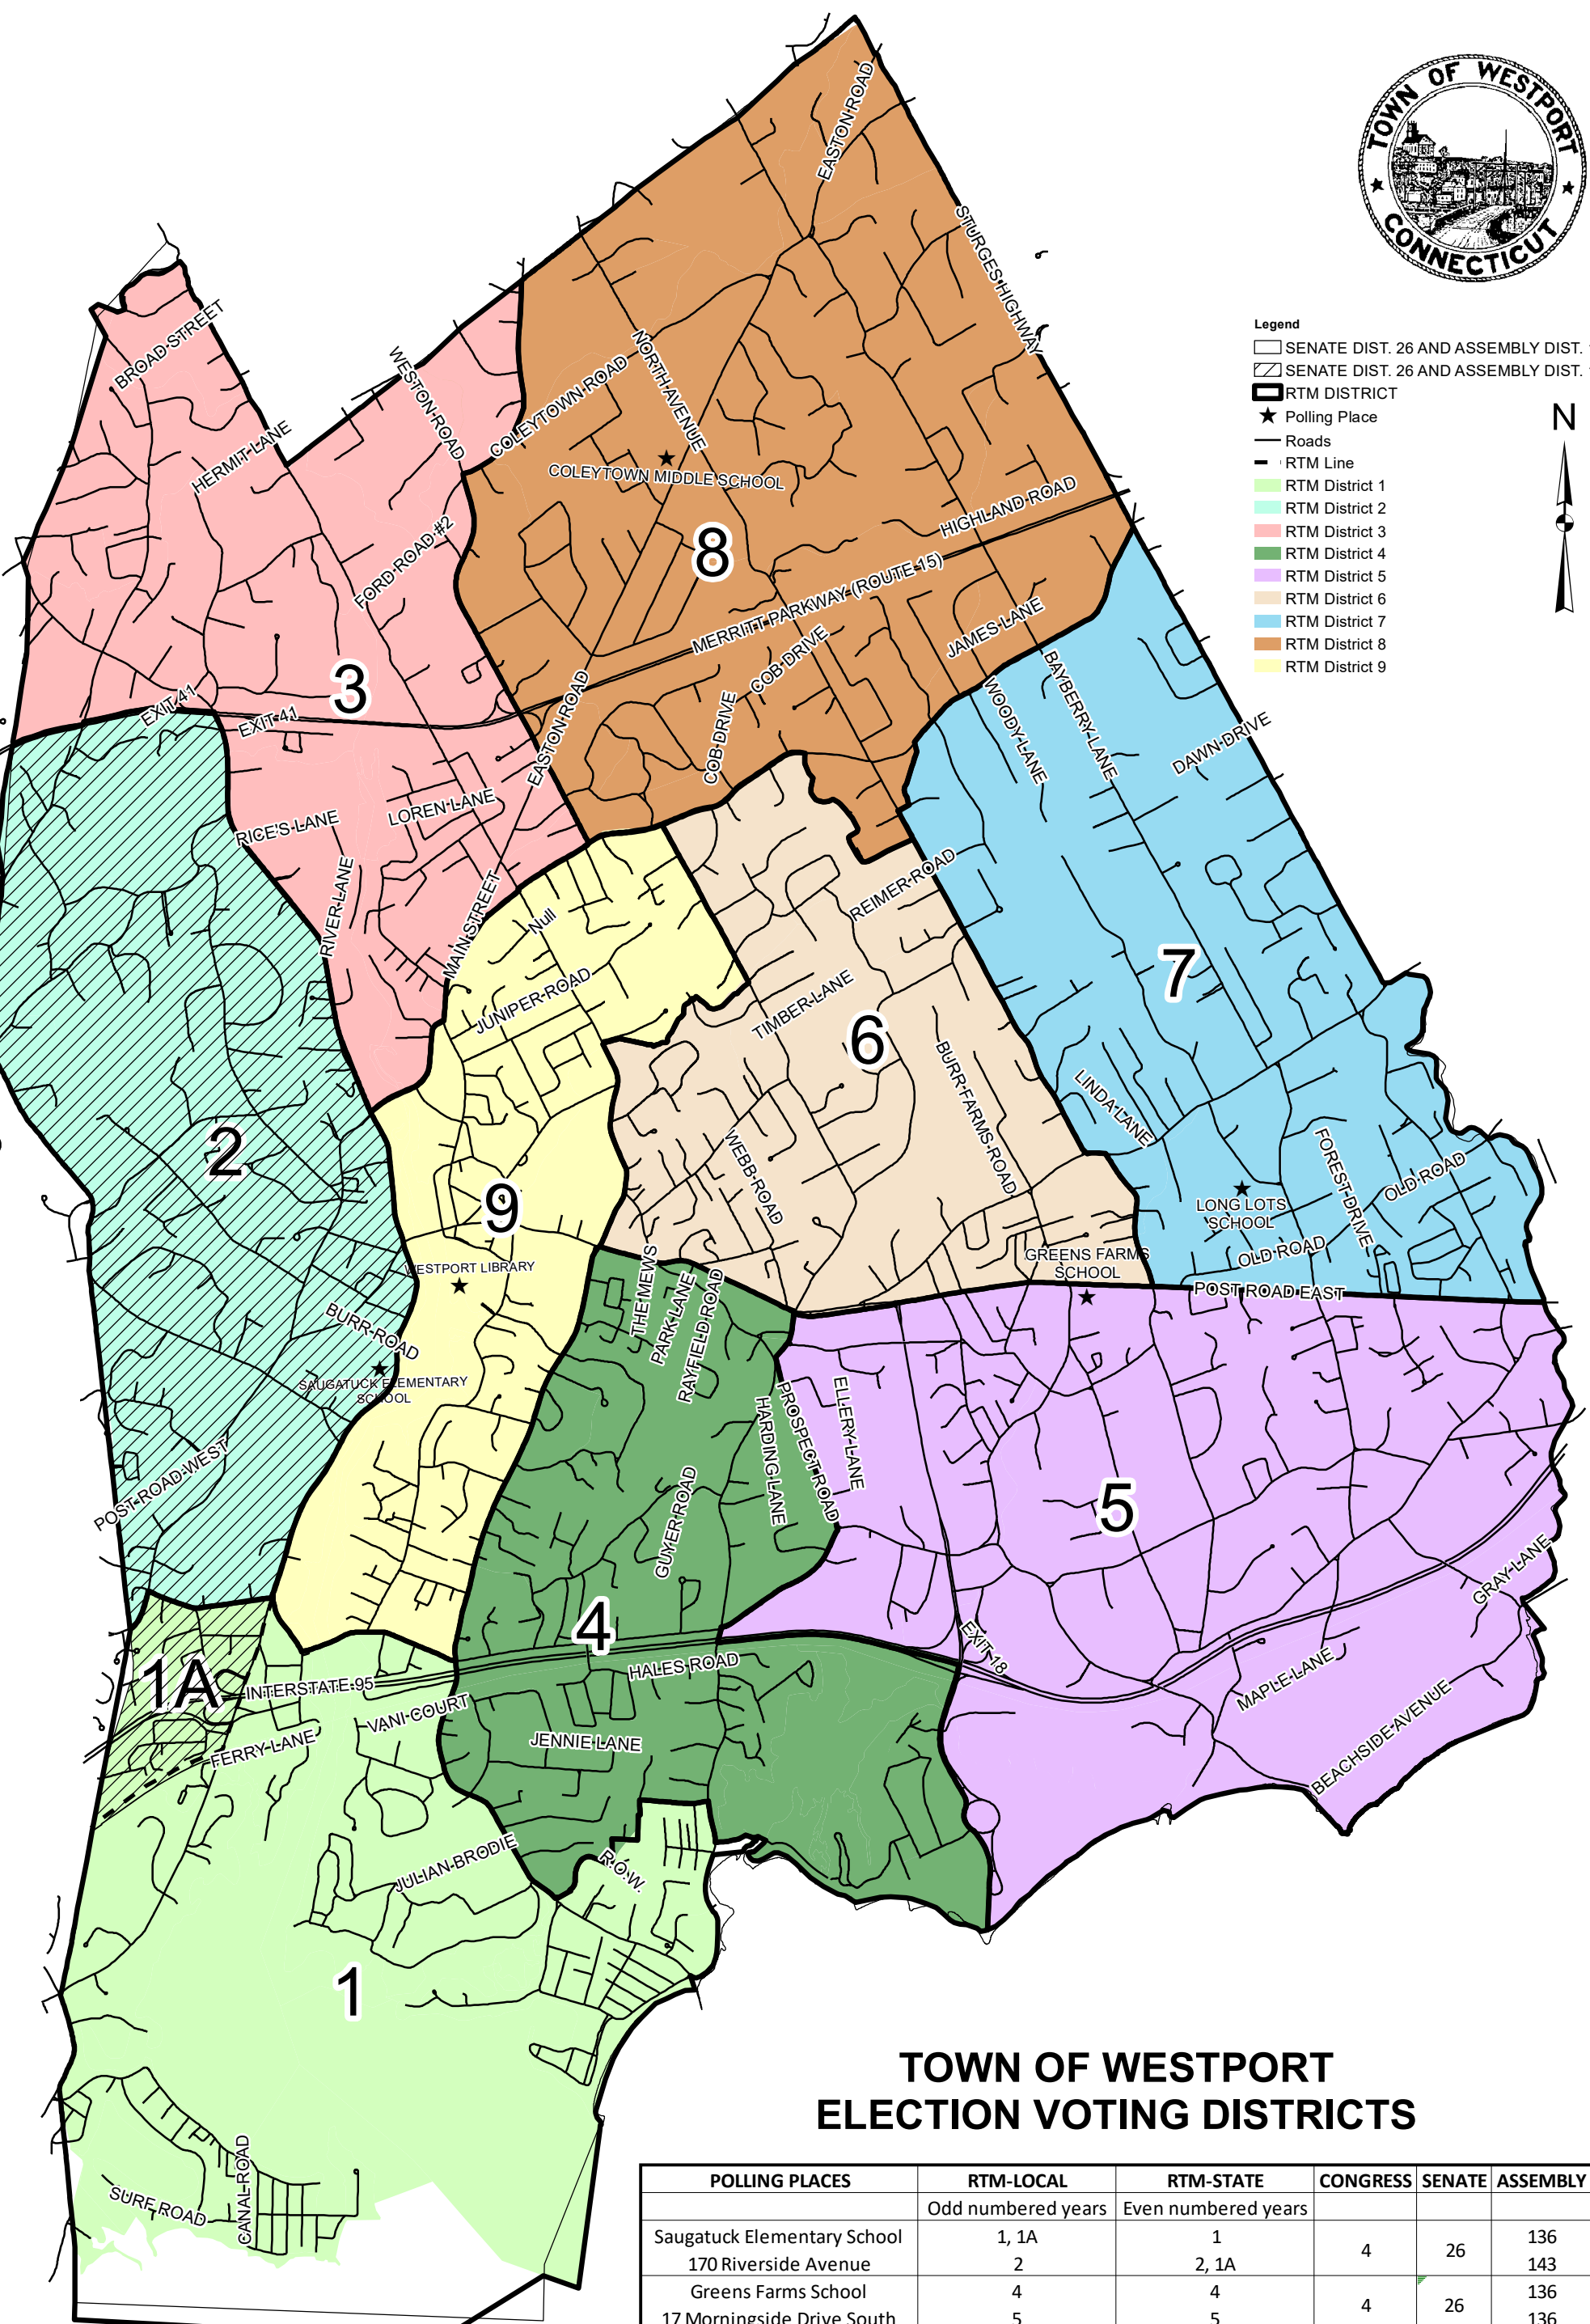 TOWN OF WESTPORT
CONNECTICUT
Legend
SENATE DIST. 26 AND ASSEMBLY DIST.
SENATE DIST. 26 AND ASSEMBLY DIST.
RTM DISTRICT
Polling Place
Roads
RTM Line
RTM District 1
RTM District 2
RTM District 3
RTM District 4
RTM District 5
RTM District 6
RTM District 7
RTM District 8
RTM District 9
N
EASTON ROAD
STURGES HIGHWAY
BROAD STREET
WESTON ROAD
NORTH AVENUE
COLEYTOWN ROAD
HERMIT LANE
COLEYTOWN MIDDLE SCHOOL
HIGHLAND ROAD
FORD ROAD #2
8
MERRITT PARKWAY (ROUTE 15)
JAMES LANE
COB DRIVE
3
EXIT 41
EXIT 41
EASTON ROAD
COB DRIVE
WOODY LANE
BAYBERRY LANE
DAWN DRIVE
RICE'S LANE
LOREN LANE
RIVER LANE
MAIN STREET
Null
REIMER ROAD
JUNIPER ROAD
TIMBER LANE
7
6
BURR FARMS ROAD
LINDA LANE
2
WEBB ROAD
FOREST DRIVE
OLD ROAD
9
LONG LOTS
SCHOOL
OLD ROAD
WESTPORT LIBRARY
GREENS FARMS
SCHOOL
POST ROAD EAST
THE MEWS
PARK LANE
RAYFIELD ROAD
BURR ROAD
SAUGATUCK ELEMENTARY
SCHOOL
HARDING LANE
PROSPECT ROAD
ELLERY LANE
POST ROAD WEST
GUYER ROAD
5
GRAY LANE
4
EXIT 18
1A
INTERSTATE 95
HALES ROAD
MAPLE LANE
VANI COURT
FERRY LANE
JENNIE LANE
BEACHSIDE AVENUE
JULIAN BRODIE
R.O.W.
1
CANAL ROAD
SURF ROAD
TOWN OF WESTPORT
ELECTION VOTING DISTRICTS
POLLING PLACES RTM-LOCAL RTM-STATE CONGRESS SENATE ASSEMBLY
Odd numbered years Even numbered years
Saugatuck Elementary School 1, 1A 1 4 26 136
170 Riverside Avenue 2 2, 1A 143
Greens Farms School 4 4 4 26 136
17 Morningside Drive South 5 5 136